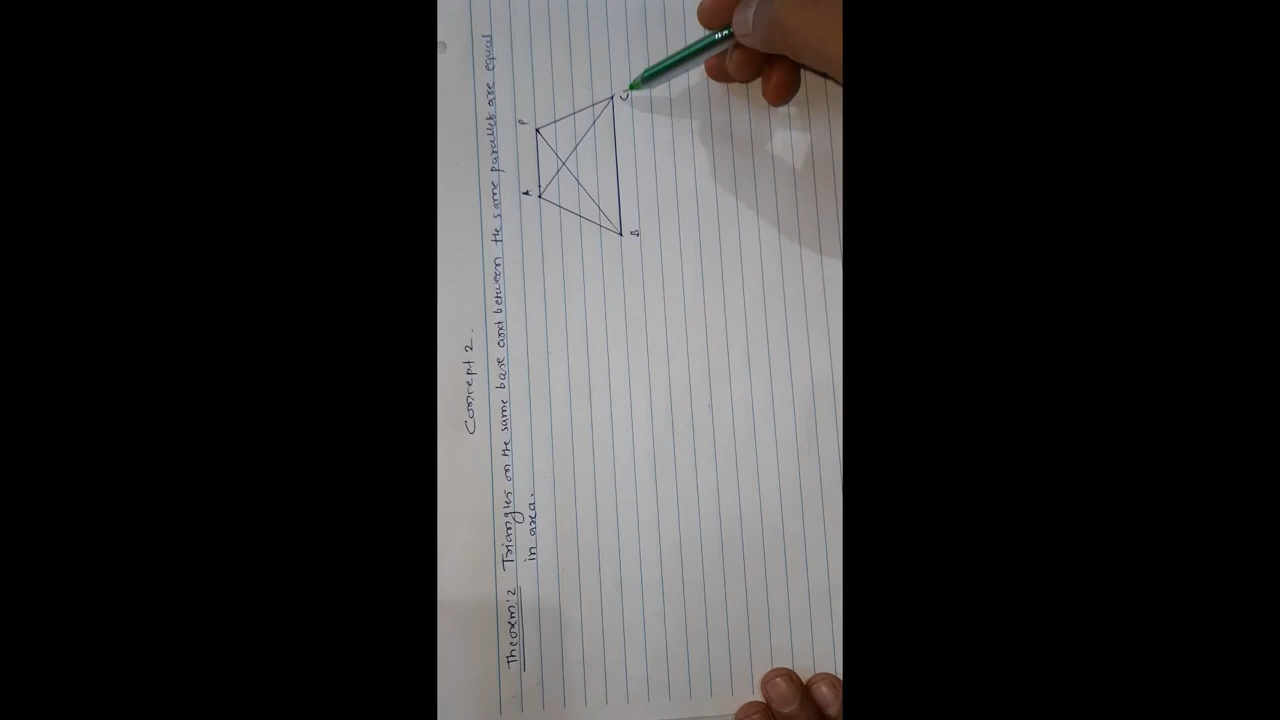 Concept 2.
Theorem:2 Triangles on the same base and between the same parallels are equal
in area.
A
P
B
C